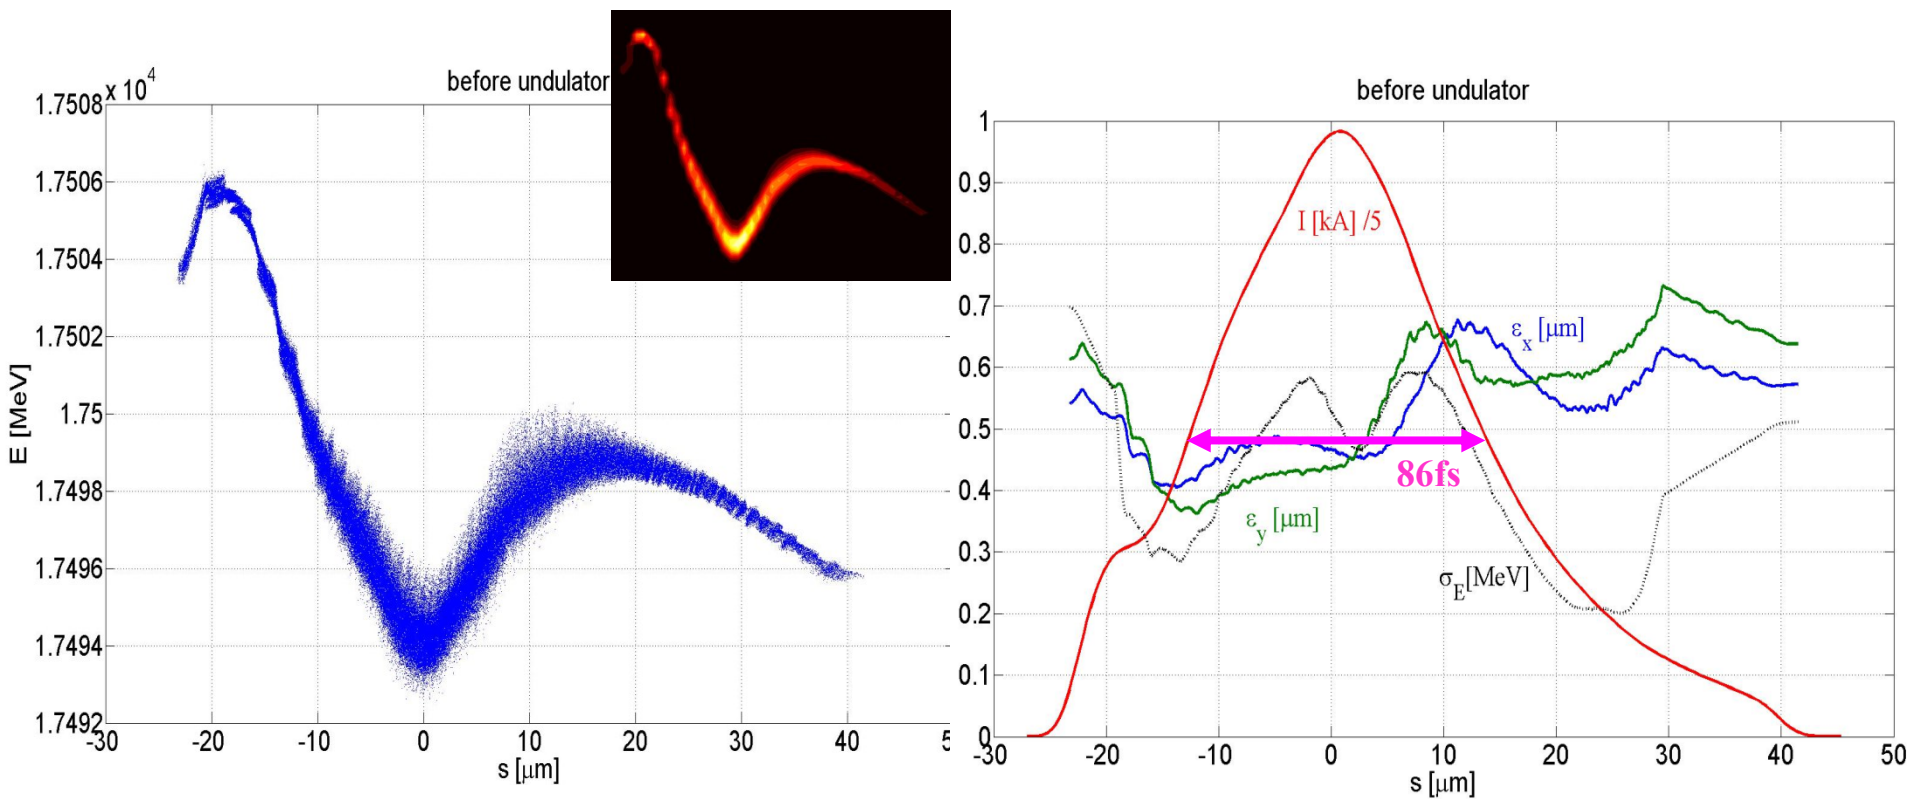 before undulator
x 10⁴
1.7508
1.7506
1.7504
1.7502
1.75
1.7498
1.7496
1.7494
1.7492
E [MeV]
-30 -20 -10 0 10 20 30 40 5
s [μm]
before undulator
1
0.9
0.8
0.7
0.6
0.5
0.4
0.3
0.2
0.1
0
I [kA] /5
ε_x [μm]
86fs
ε_y [μm]
σ_E[MeV]
-30 -20 -10 0 10 20 30 40 50
s [μm]